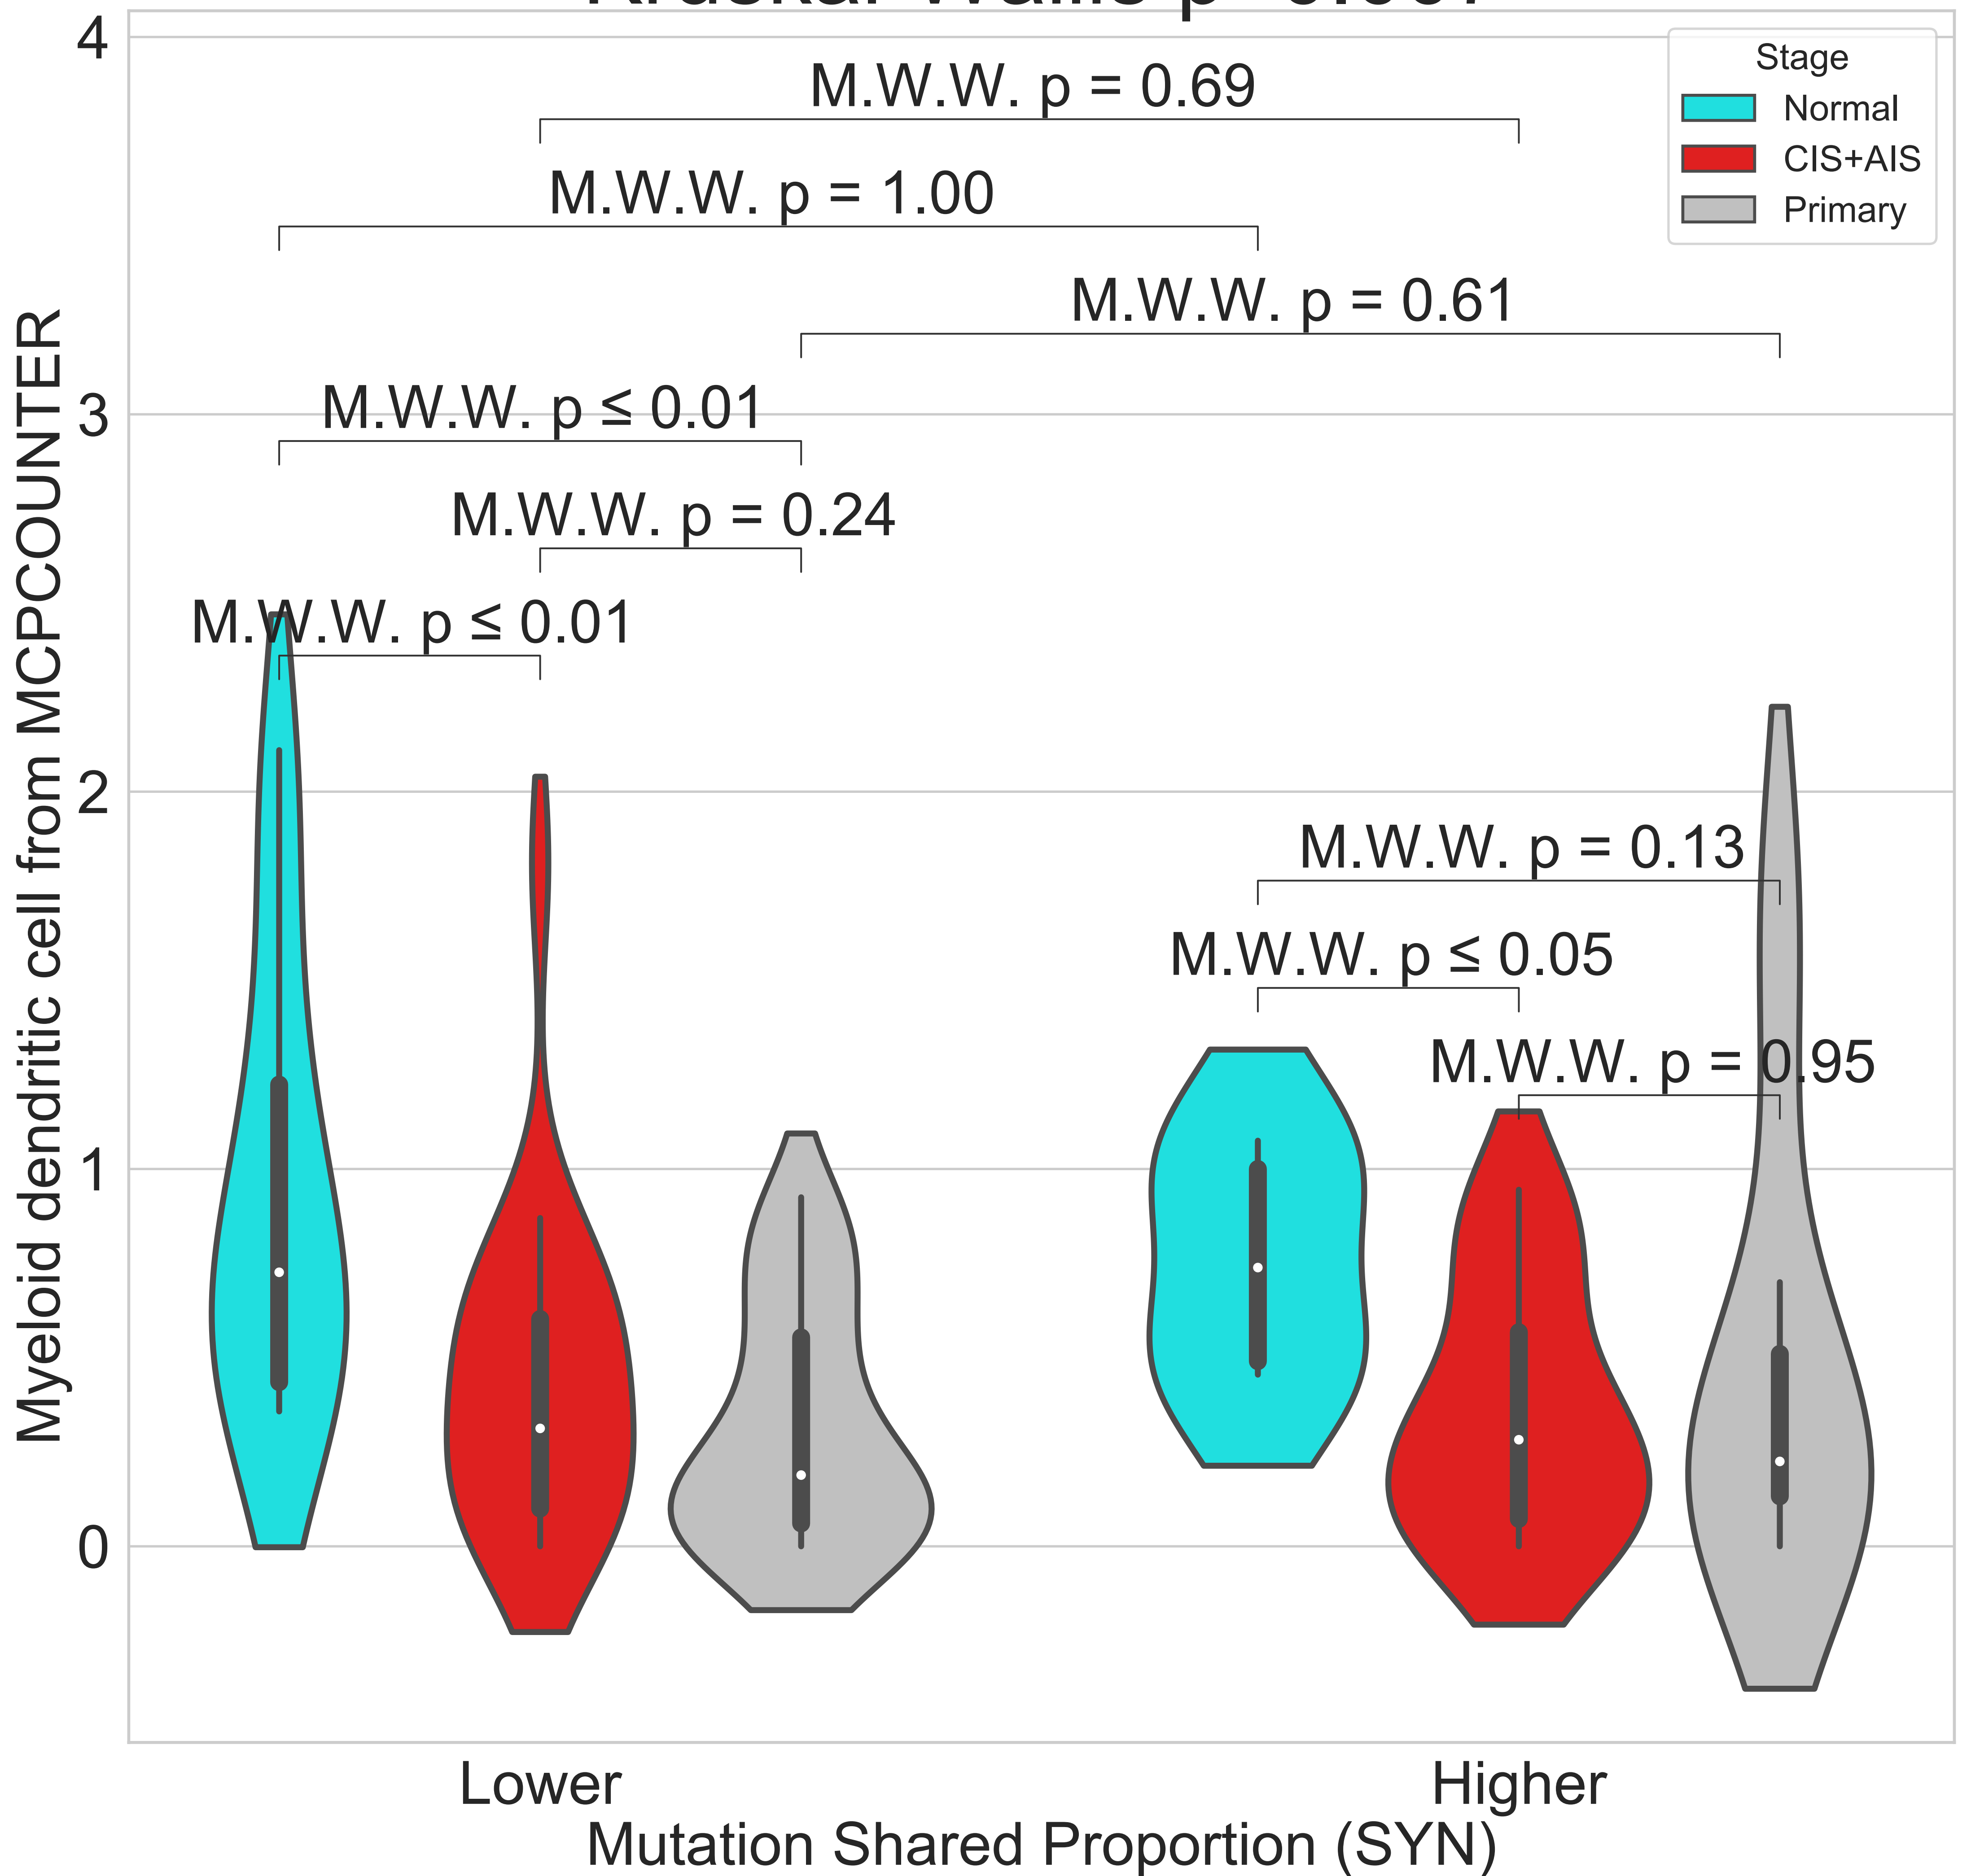 4
M.W.W. p = 0.69
Stage
Normal
CIS+AIS
Primary
M.W.W. p = 1.00
M.W.W. p = 0.61
3
M.W.W. p ≤ 0.01
M.W.W. p = 0.24
M.W.W. p ≤ 0.01
2
M.W.W. p = 0.13
M.W.W. p ≤ 0.05
M.W.W. p = 0.95
1
0
Myeloid dendritic cell from MCPCOUNTER
Lower
Higher
Mutation Shared Proportion (SYN)